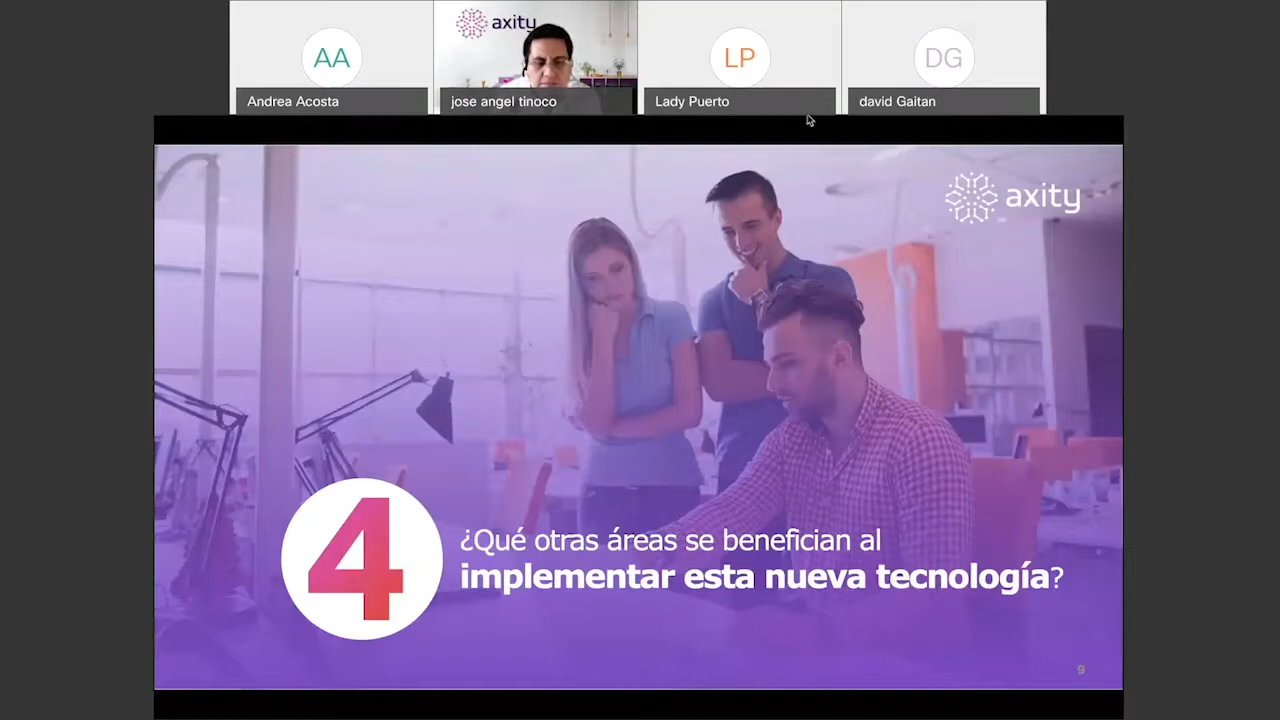 AA
Andrea Acosta
axity
jose angel tinoco
LP
Lady Puerto
DG
david Gaitan
axity
4
¿Qué otras áreas se benefician al
implementar esta nueva tecnología?
9